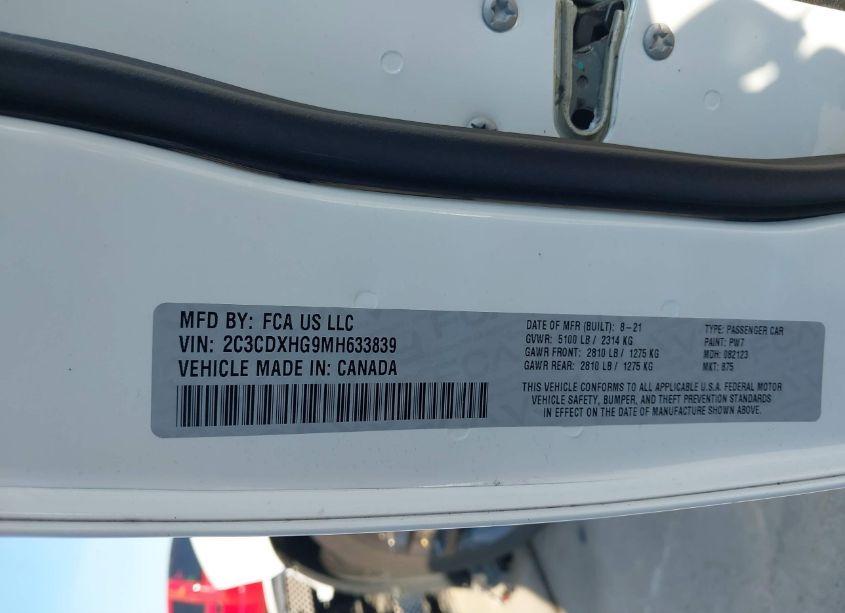 MFD BY: FCA US LLC
VIN: 2C3CDXHG9MH633839
VEHICLE MADE IN: CANADA
DATE OF MFR (BUILT): 8-21
GVWR: 5100 LB / 2314 KG
GAWR FRONT: 2810 LB / 1275 KG
GAWR REAR: 2810 LB / 1275 KG
TYPE: PASSENGER CAR
PAINT: PW7
MDH: 082123
MKT: 875
THIS VEHICLE CONFORMS TO ALL APPLICABLE U.S.A. FEDERAL MOTOR
VEHICLE SAFETY, BUMPER, AND THEFT PREVENTION STANDARDS
IN EFFECT ON THE DATE OF MANUFACTURE SHOWN ABOVE.